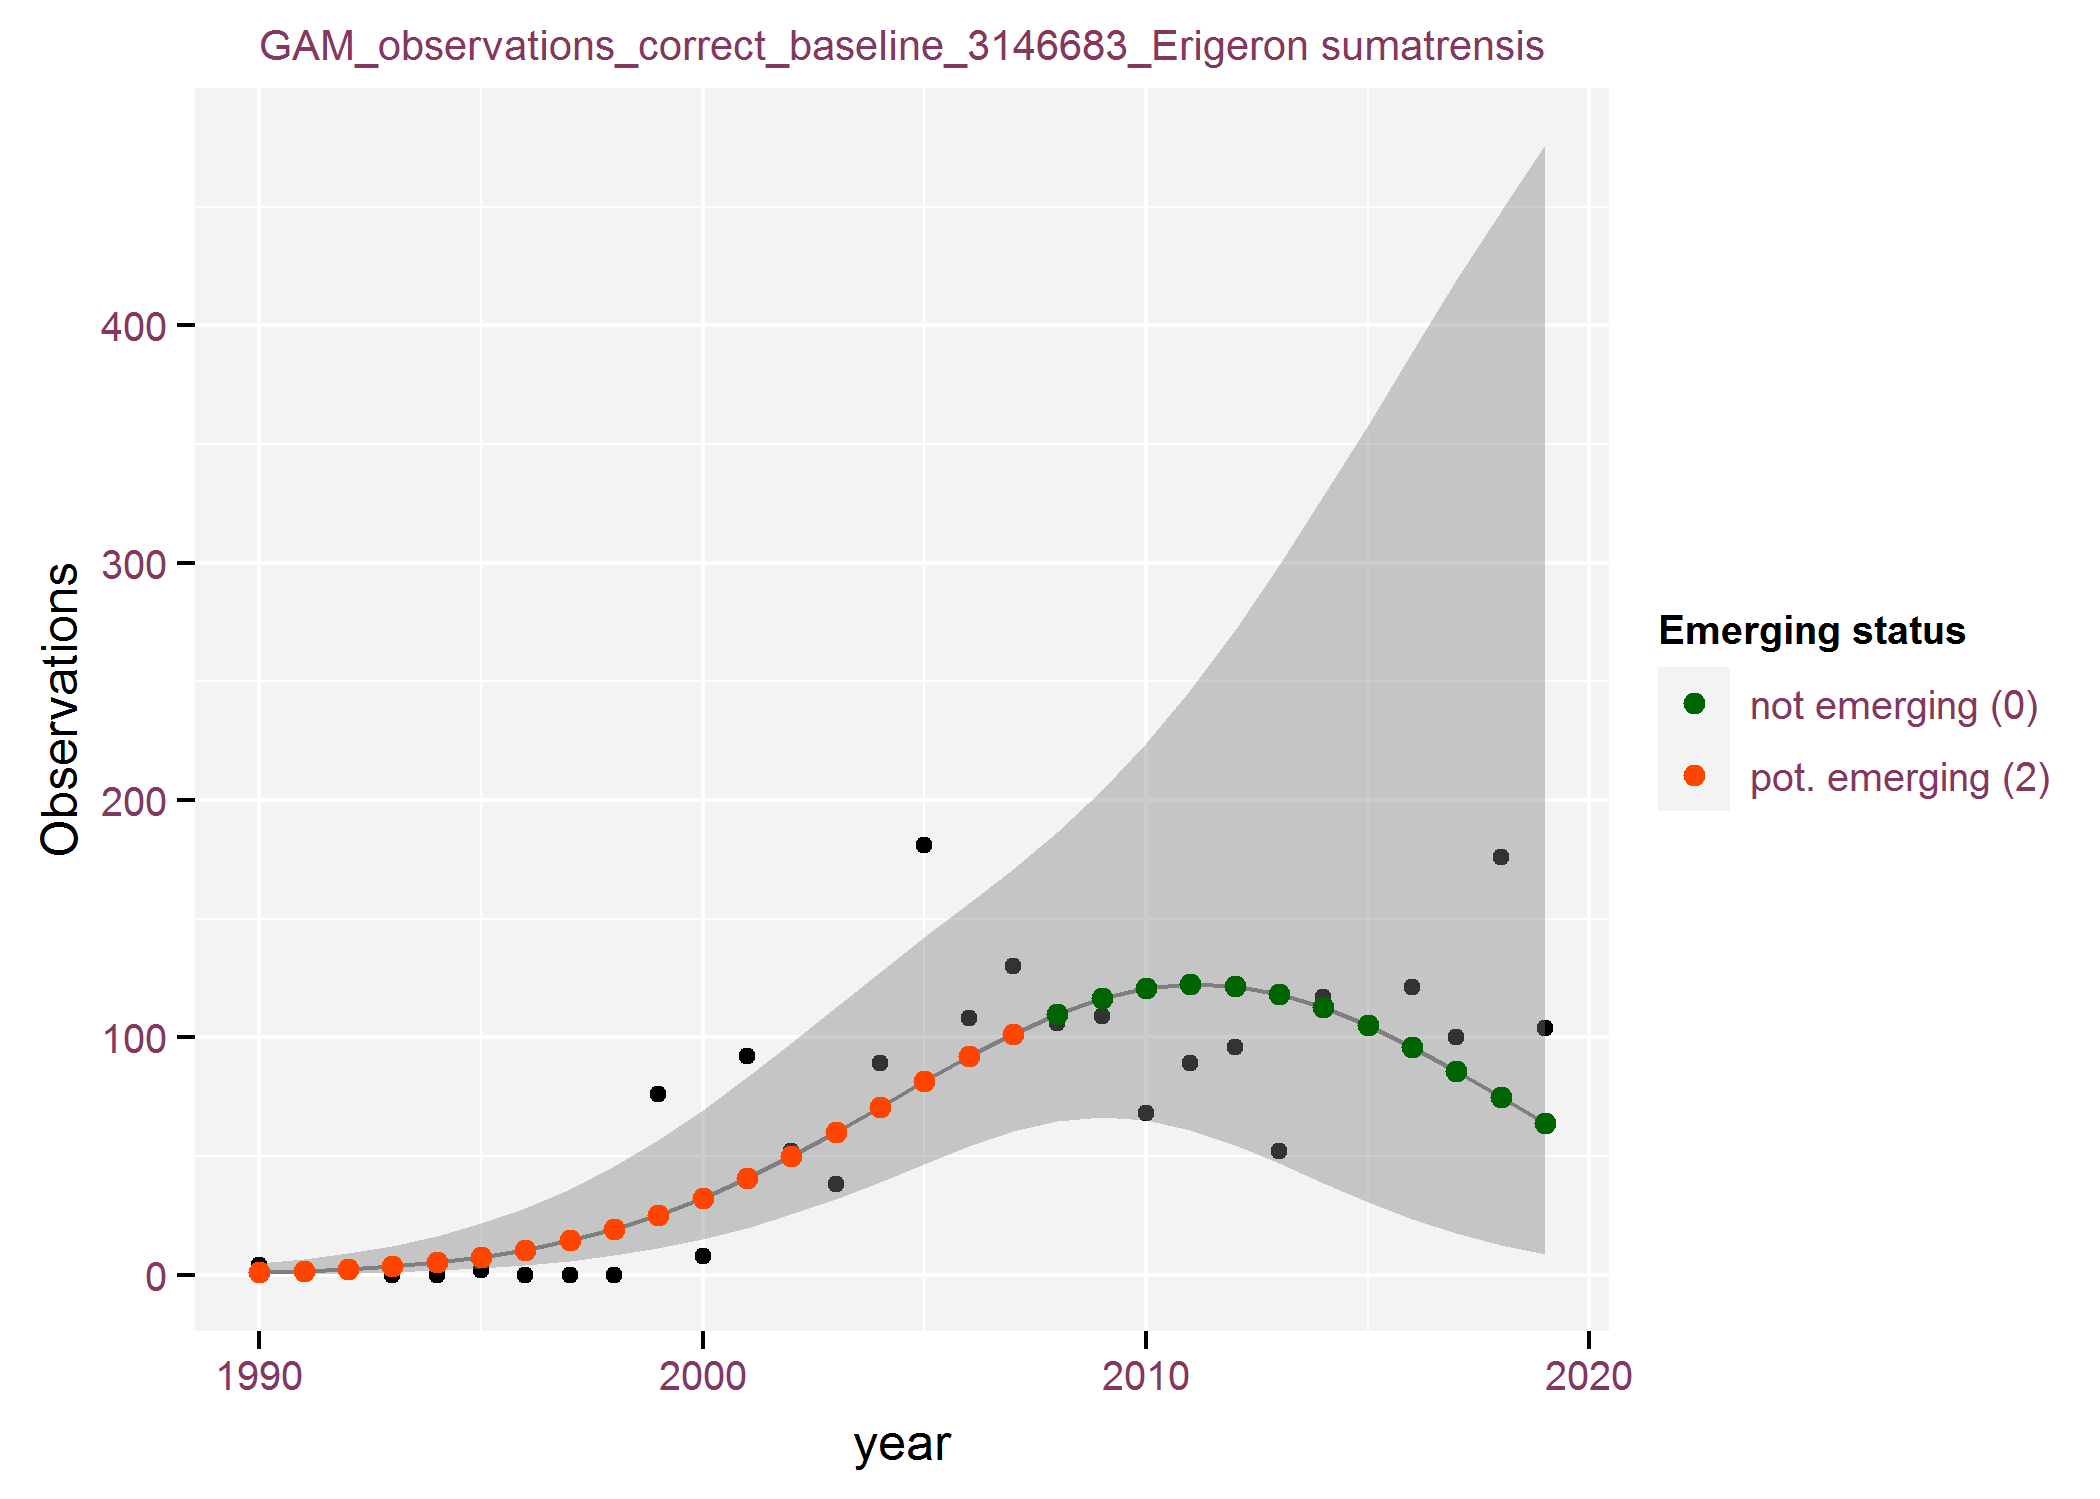 GAM_observations_correct_baseline_3146683_Erigeron sumatrensis
Observations
400
300
200
100
0
1990 2000 2010 2020
year
Emerging status
not emerging (0)
pot. emerging (2)